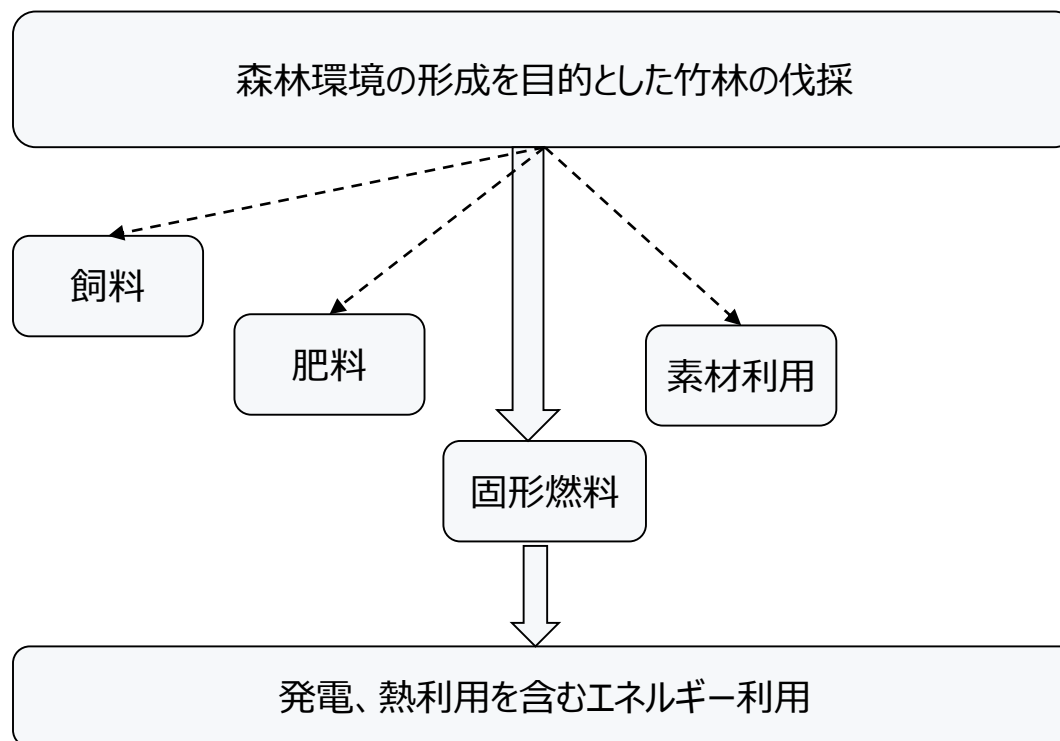 森林環境の形成を目的とした竹林の伐採
飼料
肥料
素材利用
固形燃料
発電、熱利用を含むエネルギー利用